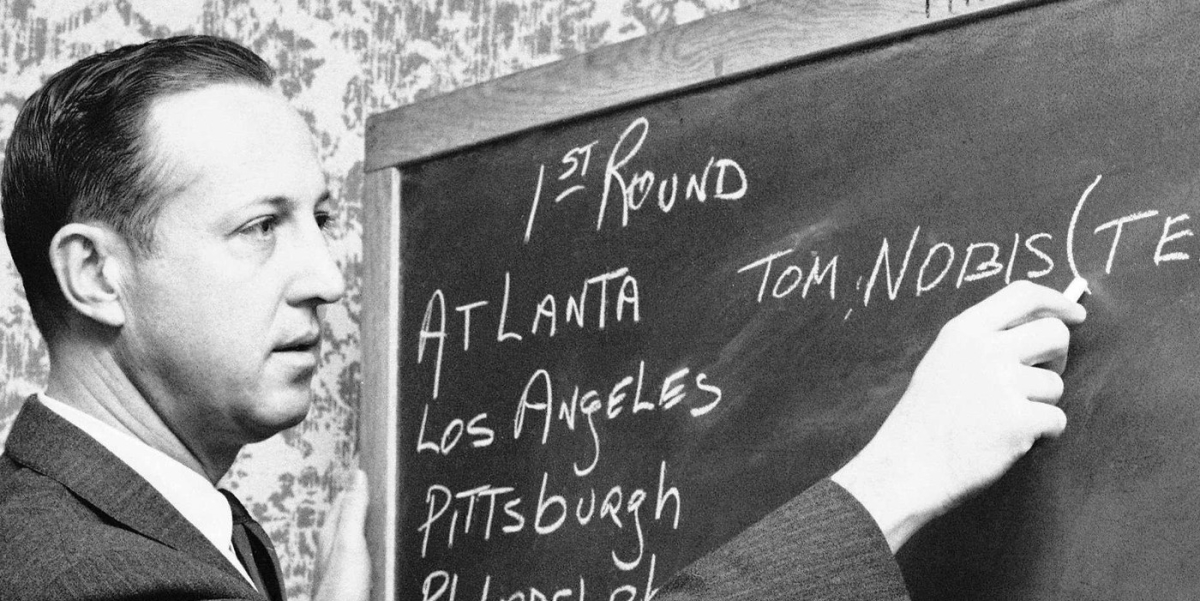 1ST ROUND
ATLANTA TOM NOBIS (TE
LOS ANGELES
PITTSBURGH